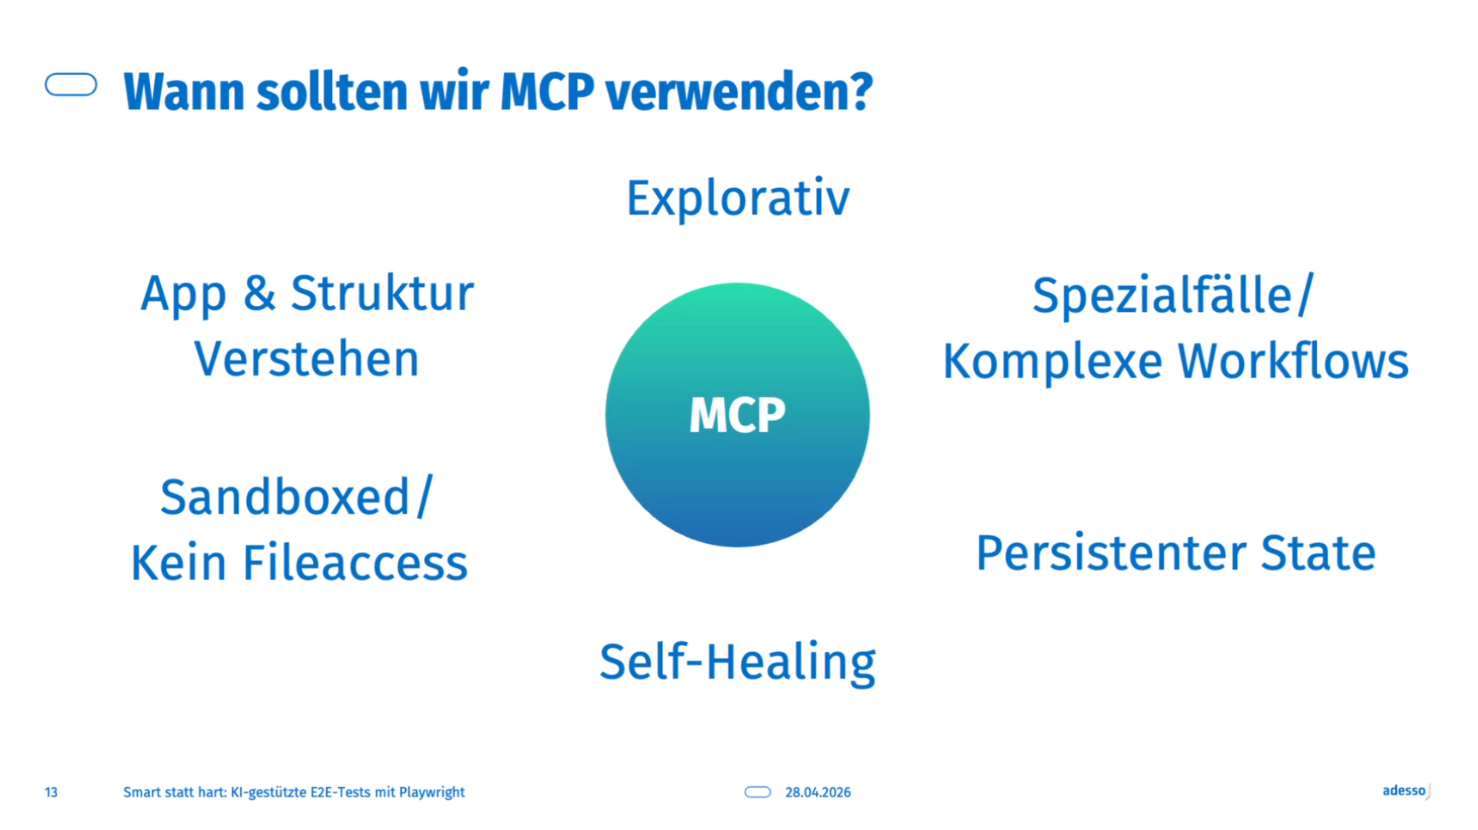 Wann sollten wir MCP verwenden?
Explorativ
App & Struktur
Verstehen
Spezialfälle/
Komplexe Workflows
MCP
Sandboxed/
Kein Fileaccess
Persistenter State
Self-Healing
13
Smart statt hart: KI-gestützte E2E-Tests mit Playwright
28.04.2026
adesso